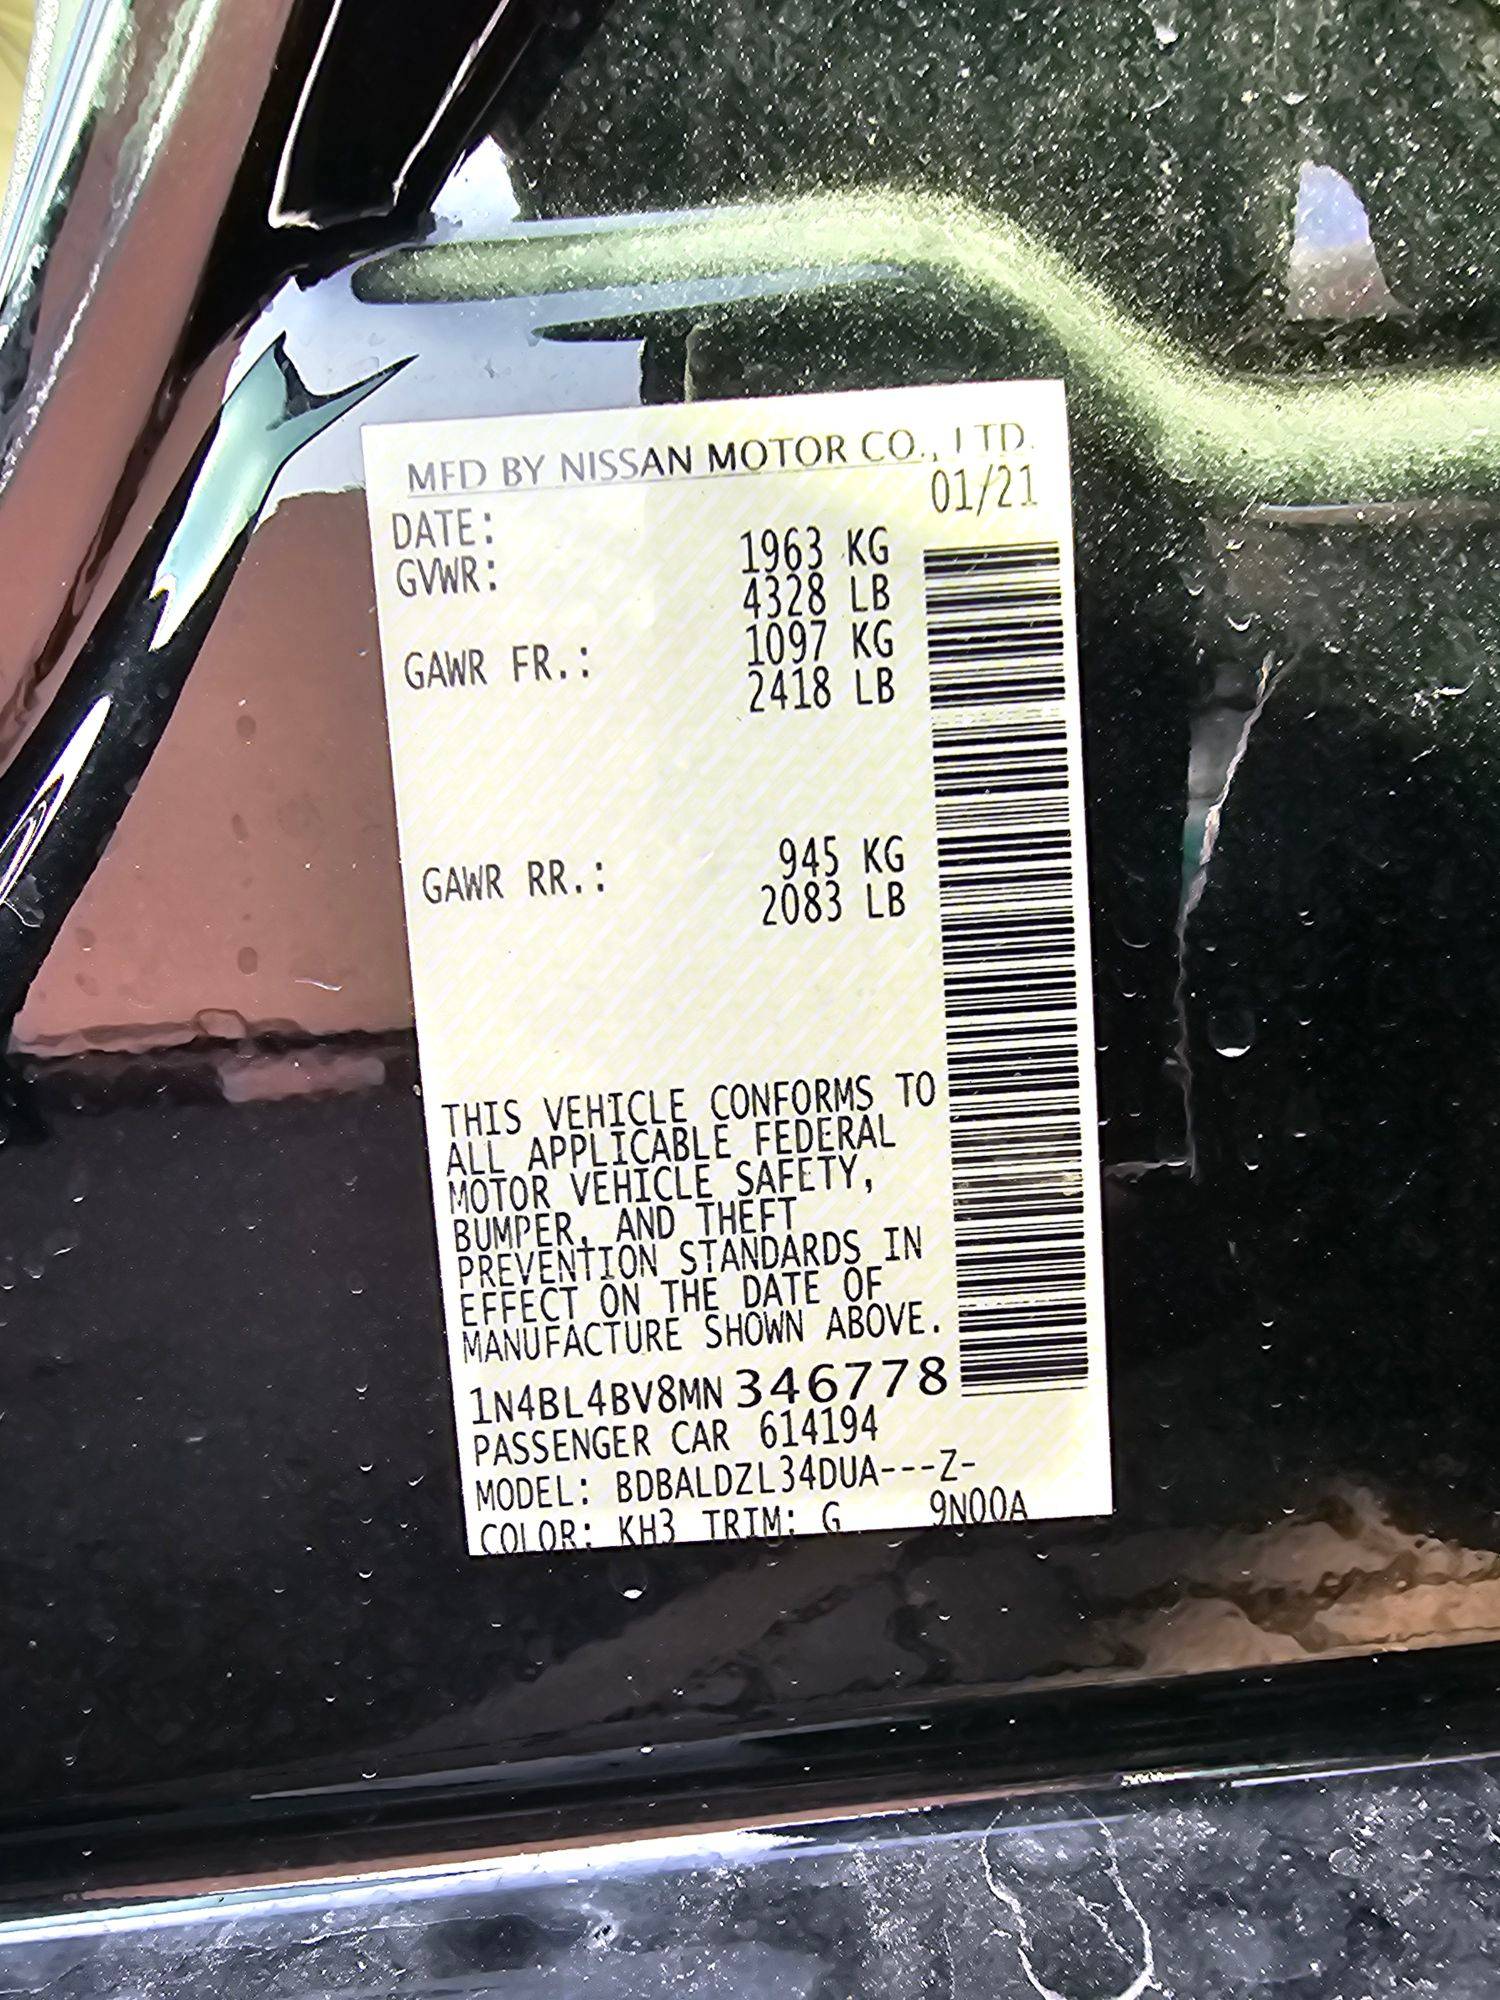 MFD BY NISSAN MOTOR CO., LTD.
DATE: 01/21
GVWR: 1963 KG
4328 LB
GAWR FR.: 1097 KG
2418 LB
GAWR RR.: 945 KG
2083 LB
THIS VEHICLE CONFORMS TO
ALL APPLICABLE FEDERAL
MOTOR VEHICLE SAFETY,
BUMPER, AND THEFT
PREVENTION STANDARDS IN
EFFECT ON THE DATE OF
MANUFACTURE SHOWN ABOVE.
1N4BL4BV8MN346778
PASSENGER CAR 614194
MODEL: BDBALDZL34DUA---Z-
COLOR: KH3 TRIM: G 9N00A